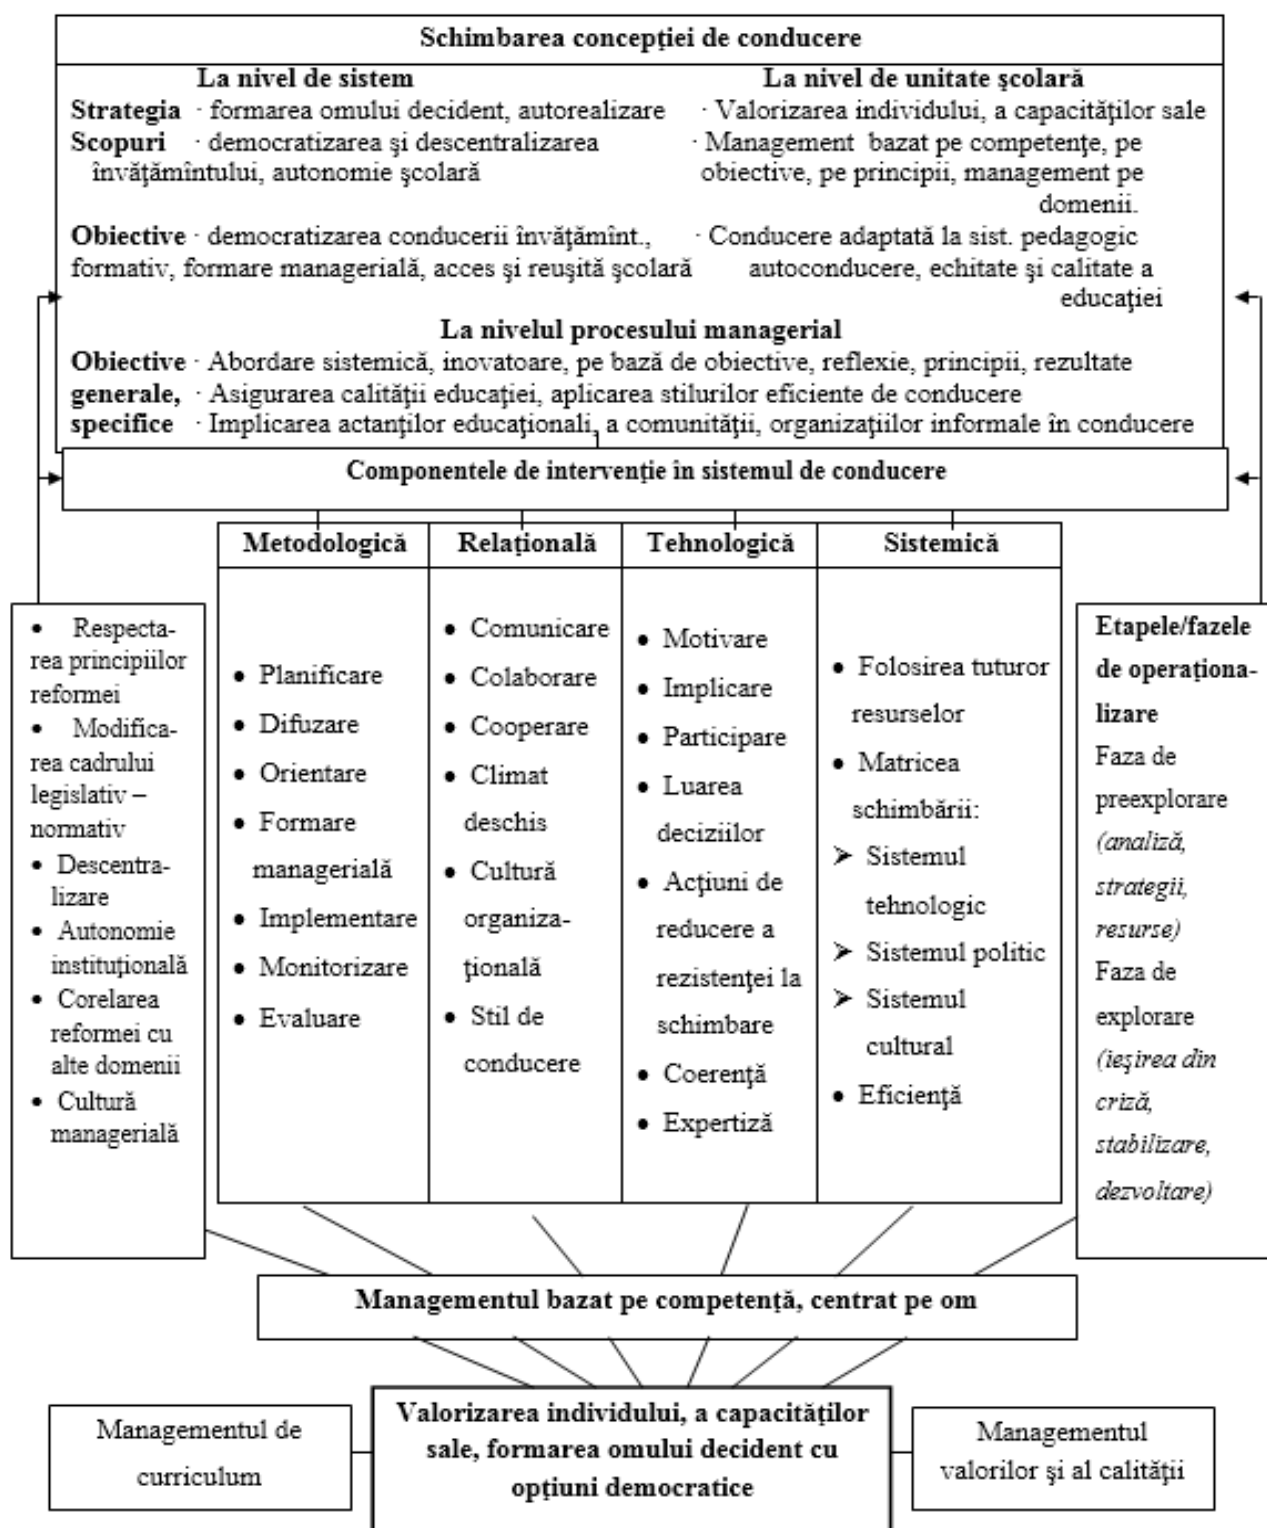 Schimbarea concepţiei de conducere
La nivel de sistem
La nivel de unitate şcolară
Strategia · formarea omului decident, autorealizare
· Valorizarea individului, a capacităţilor sale
Scopuri · democratizarea şi descentralizarea
învăţămîntului, autonomie şcolară
· Management bazat pe competenţe, pe
obiective, pe principii, management pe
domenii.
Obiective · democratizarea conducerii învăţămînt.,
formativ, formare managerială, acces şi reuşită şcolară
· Conducere adaptată la sist. pedagogic
autoconducere, echitate şi calitate a
educaţiei
La nivelul procesului managerial
Obiective · Abordare sistemică, inovatoare, pe bază de obiective, reflexie, principii, rezultate
generale, · Asigurarea calităţii educaţiei, aplicarea stilurilor eficiente de conducere
specifice · Implicarea actanţilor educaţionali, a comunităţii, organizaţiilor informale în conducere
Componentele de intervenţie în sistemul de conducere
Metodologică
• Planificare
• Difuzare
• Orientare
• Formare
managerială
• Implementare
• Monitorizare
• Evaluare
Relaţională
• Comunicare
• Colaborare
• Cooperare
• Climat
deschis
• Cultură
organiza-
ţională
• Stil de
conducere
Tehnologică
• Motivare
• Implicare
• Participare
• Luarea
deciziilor
• Acţiuni de
reducere a
rezistenţei la
schimbare
• Coerenţă
• Expertiză
Sistemică
• Folosirea tuturor
resurselor
• Matricea
schimbării:
➢ Sistemul
tehnologic
➢ Sistemul politic
➢ Sistemul
cultural
• Eficienţă
• Respecta-
rea principiilor
reformei
• Modifica-
rea cadrului
legislativ –
normativ
• Descentra-
lizare
• Autonomie
instituţională
• Corelarea
reformei cu
alte domenii
• Cultură
managerială
Etapele/fazele
de operaţiona-
lizare
Faza de
preexplorare
(analiză,
strategii,
resurse)
Faza de
explorare
(ieşirea din
criză,
stabilizare,
dezvoltare)
Managementul bazat pe competenţă, centrat pe om
Managementul de
curriculum
Valorizarea individului, a capacităţilor
sale, formarea omului decident cu
opţiuni democratice
Managementul
valorilor şi al calităţii